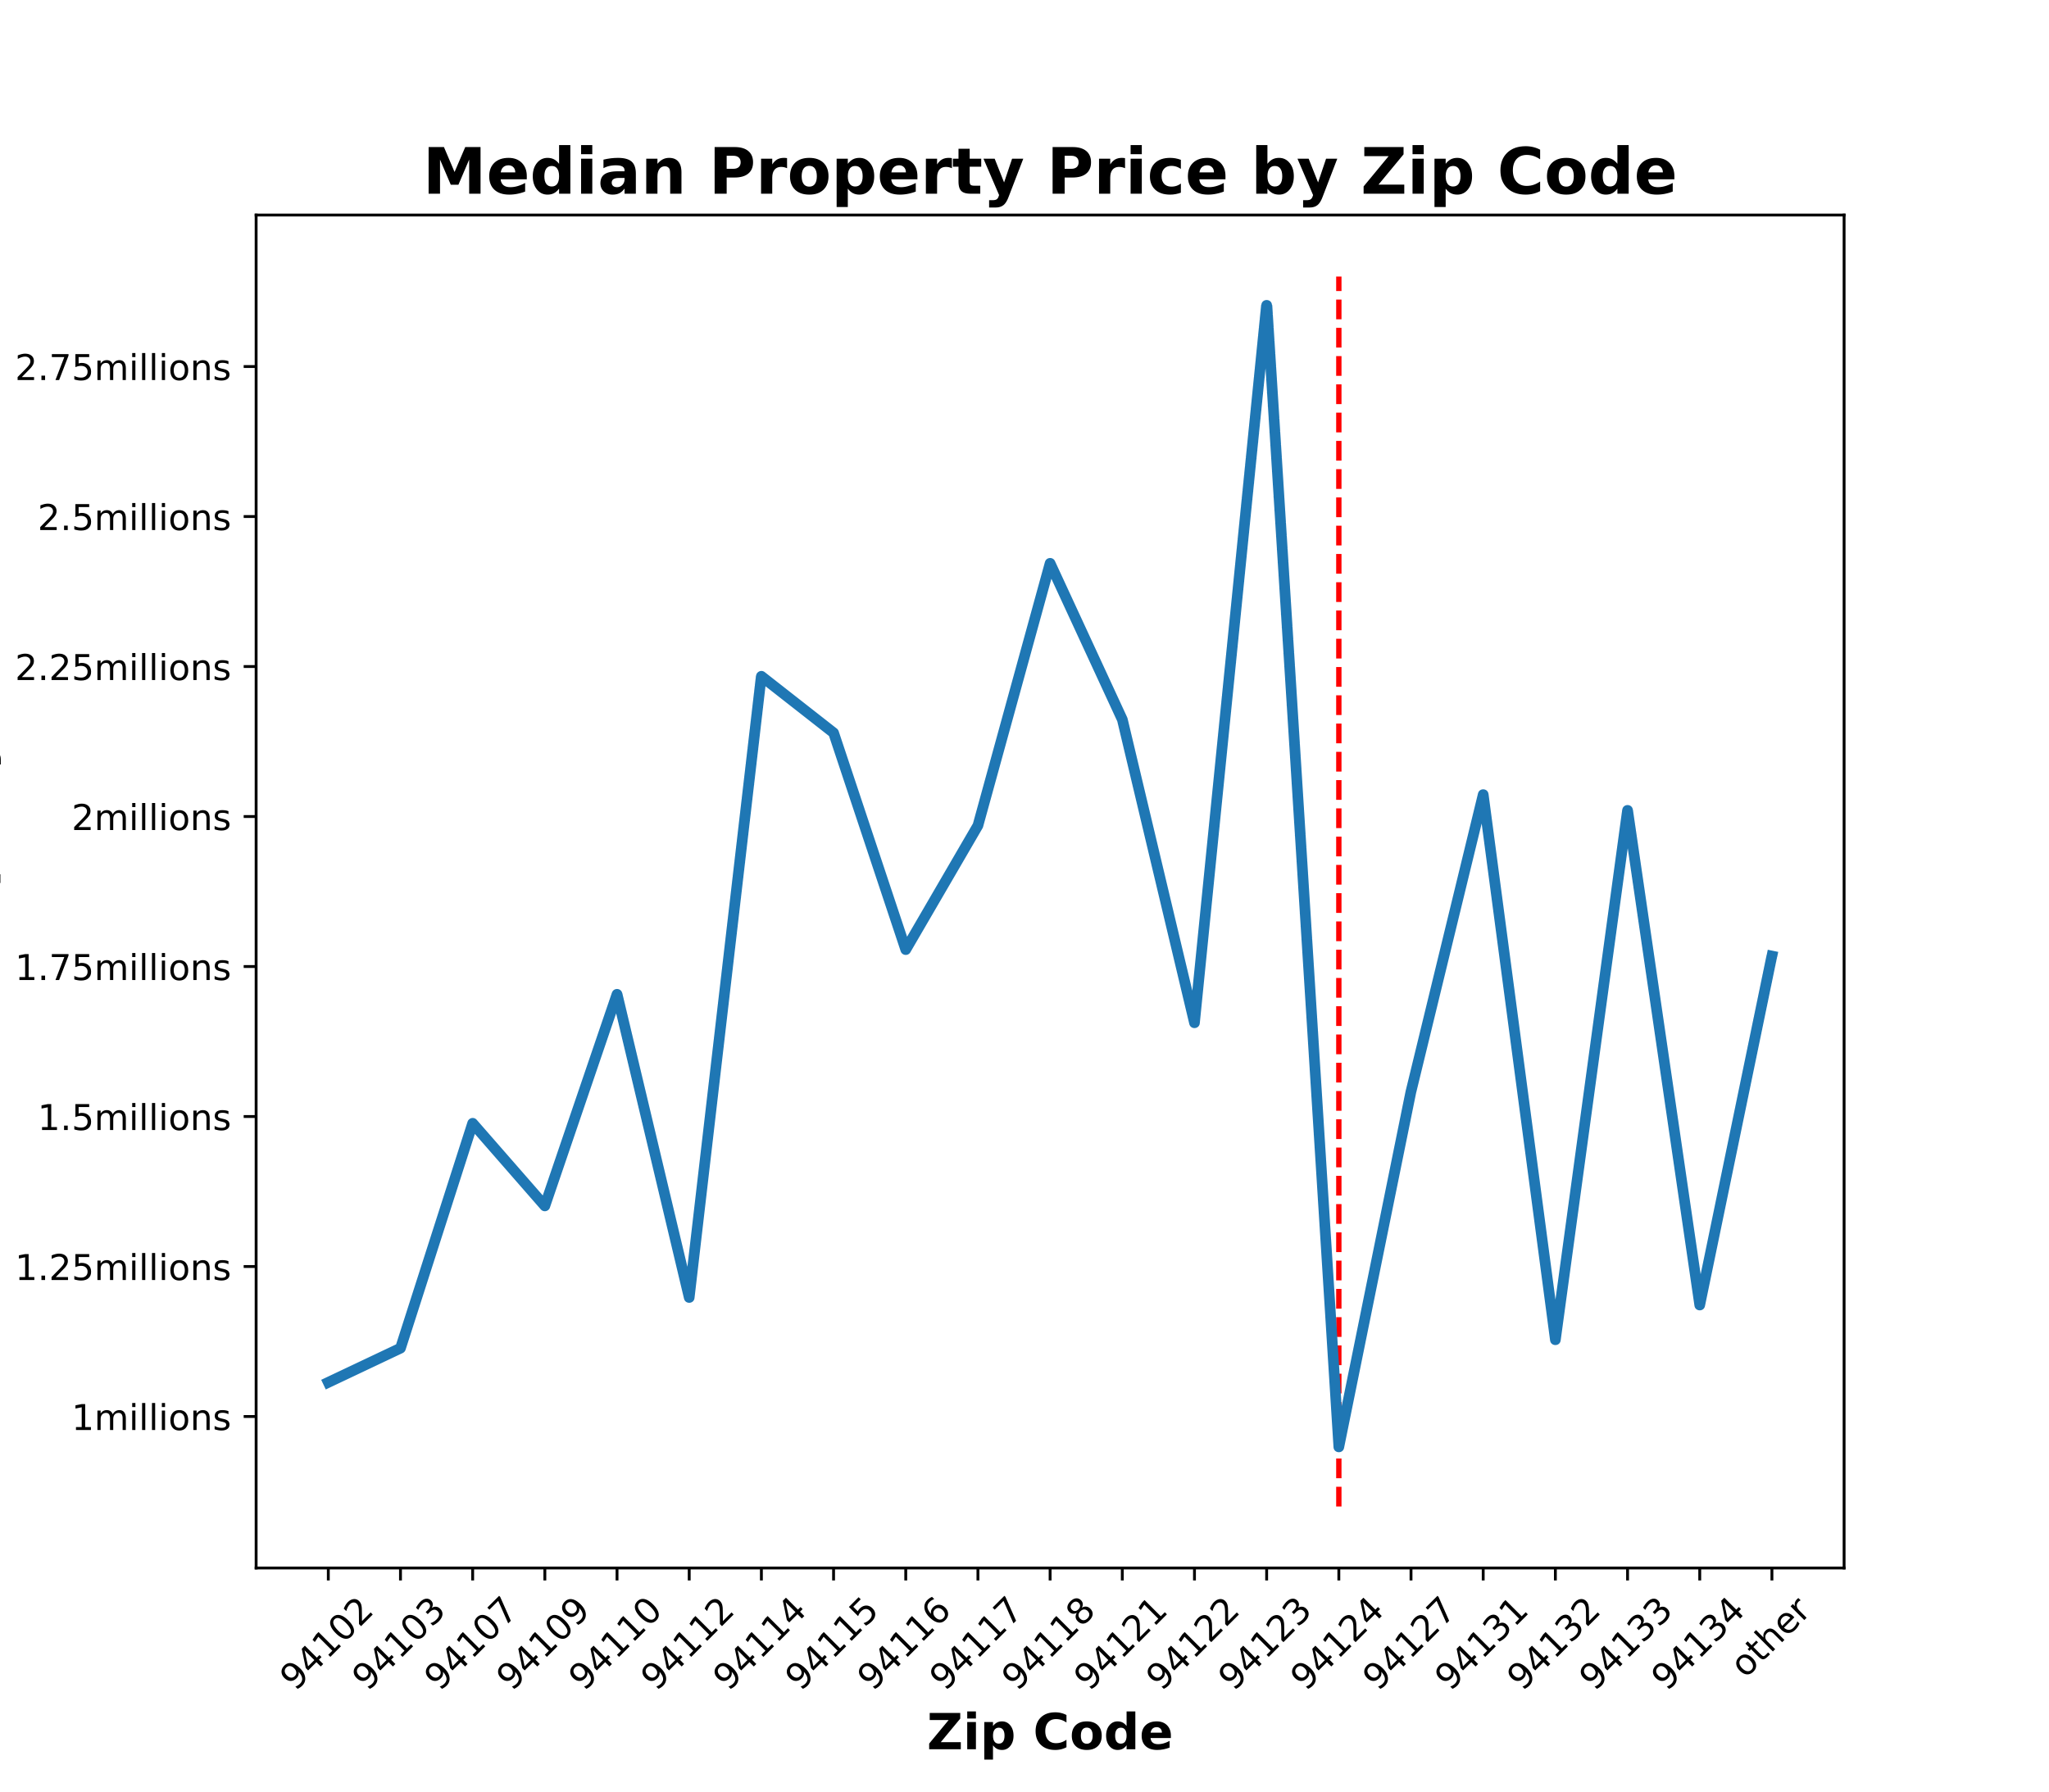 Median Property Price by Zip Code
2.75millions
2.5millions
2.25millions
2millions
1.75millions
1.5millions
1.25millions
1millions
94102
94103
94107
94109
94110
94112
94114
94115
94116
94117
94118
94121
94122
94123
94124
94127
94131
94132
94133
94134
other
Zip Code